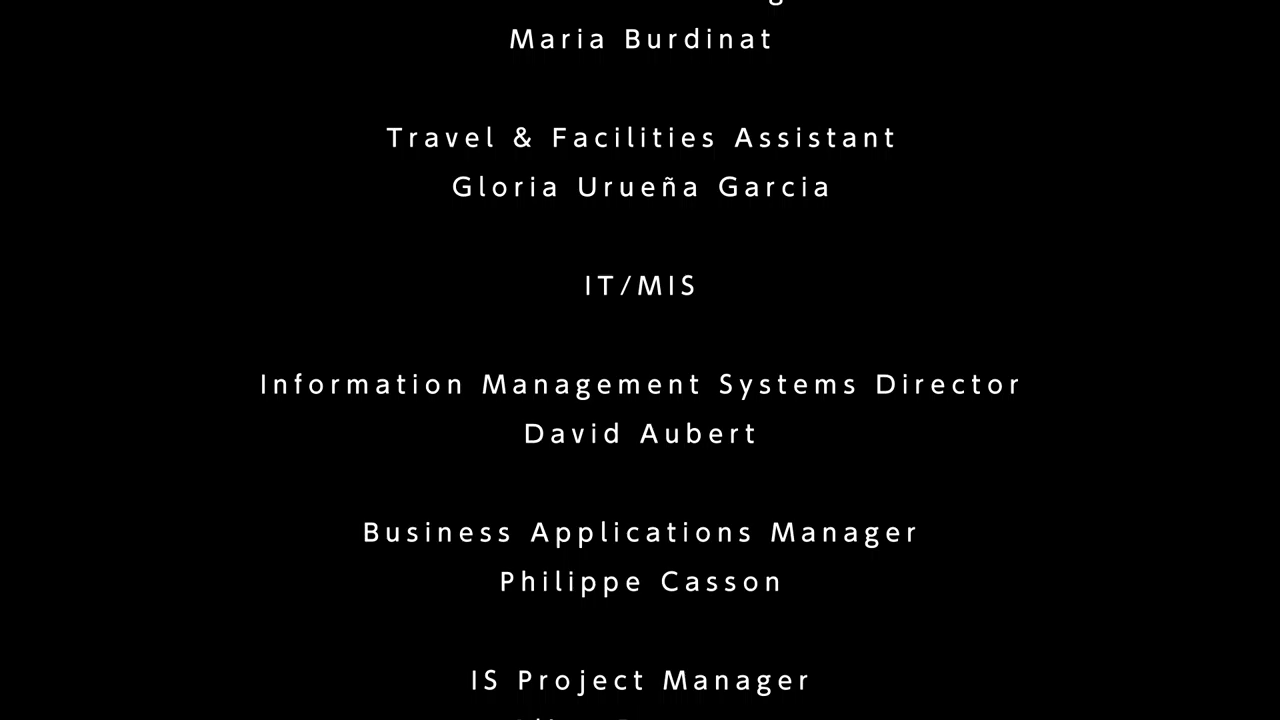 Maria Burdinat
Travel & Facilities Assistant
Gloria Urueña Garcia
IT/MIS
Information Management Systems Director
David Aubert
Business Applications Manager
Philippe Casson
IS Project Manager